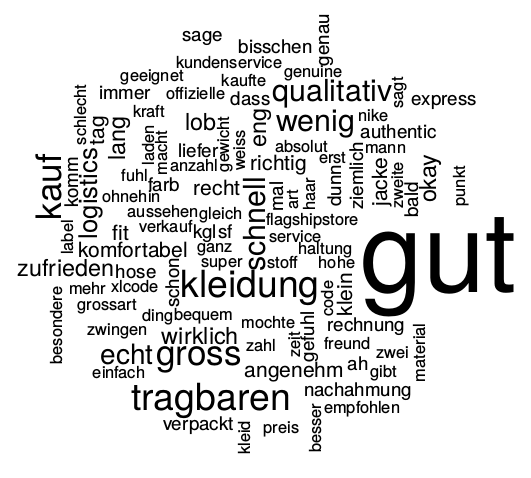 sage
bisschen
genau
kundenservice
geeignet
kaufte
genuine
immer
offizielle
dass
qualitativ
sagt
express
schlecht
tag
kraft
lob
eng
wenig
nike
authentic
lang
laden
macht
liefer
gewicht
weiss
absolut
erst
ziemlich
mann
kauf
komm
logistics
anzahl
richtig
dunn
jacke
zweite
bald
okay
punkt
fuhl
farb
recht
schnell
mal
art
haar
ohnehin
aussehen
gleich
flagshipstore
label
fit
verkauf
kg
lsf
service
gut
komfortabel
ganz
haltung
zufrieden
hose
schon
super
stoff
hohe
mehr
xlcode
kleidung
code
klein
besondere
grossart
ding
bequem
zwingen
wirklich
mochte
zeit
gefuhl
rechnung
echt
gross
zahl
freund
zwei
material
einfach
angenehm
ah
gibt
tragbaren
nachahmung
verpackt
kleid
preis
besser
empfohlen